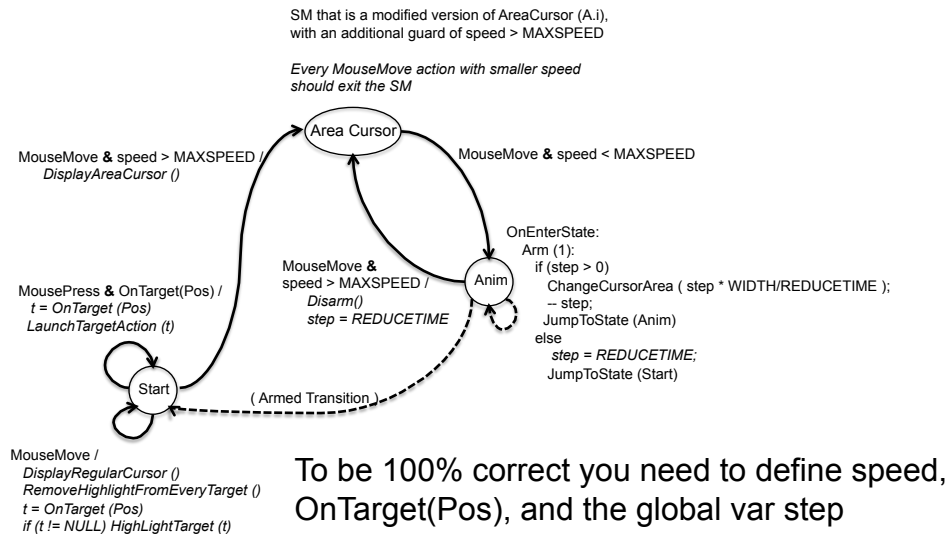 SM that is a modified version of AreaCursor (A.i),
with an additional guard of speed > MAXSPEED
Every MouseMove action with smaller speed
should exit the SM
Area Cursor
MouseMove & speed > MAXSPEED /
DisplayAreaCursor ()
MouseMove & speed < MAXSPEED
OnEnterState:
Arm (1):
if (step > 0)
ChangeCursorArea ( step * WIDTH/REDUCETIME );
-- step;
JumpToState (Anim)
else
step = REDUCETIME;
JumpToState (Start)
MouseMove &
speed > MAXSPEED /
Disarm()
step = REDUCETIME
Anim
MousePress & OnTarget(Pos) /
t = OnTarget (Pos)
LaunchTargetAction (t)
Start
( Armed Transition )
MouseMove /
DisplayRegularCursor ()
RemoveHighlightFromEveryTarget ()
t = OnTarget (Pos)
if (t != NULL) HighLightTarget (t)
To be 100% correct you need to define speed,
OnTarget(Pos), and the global var step